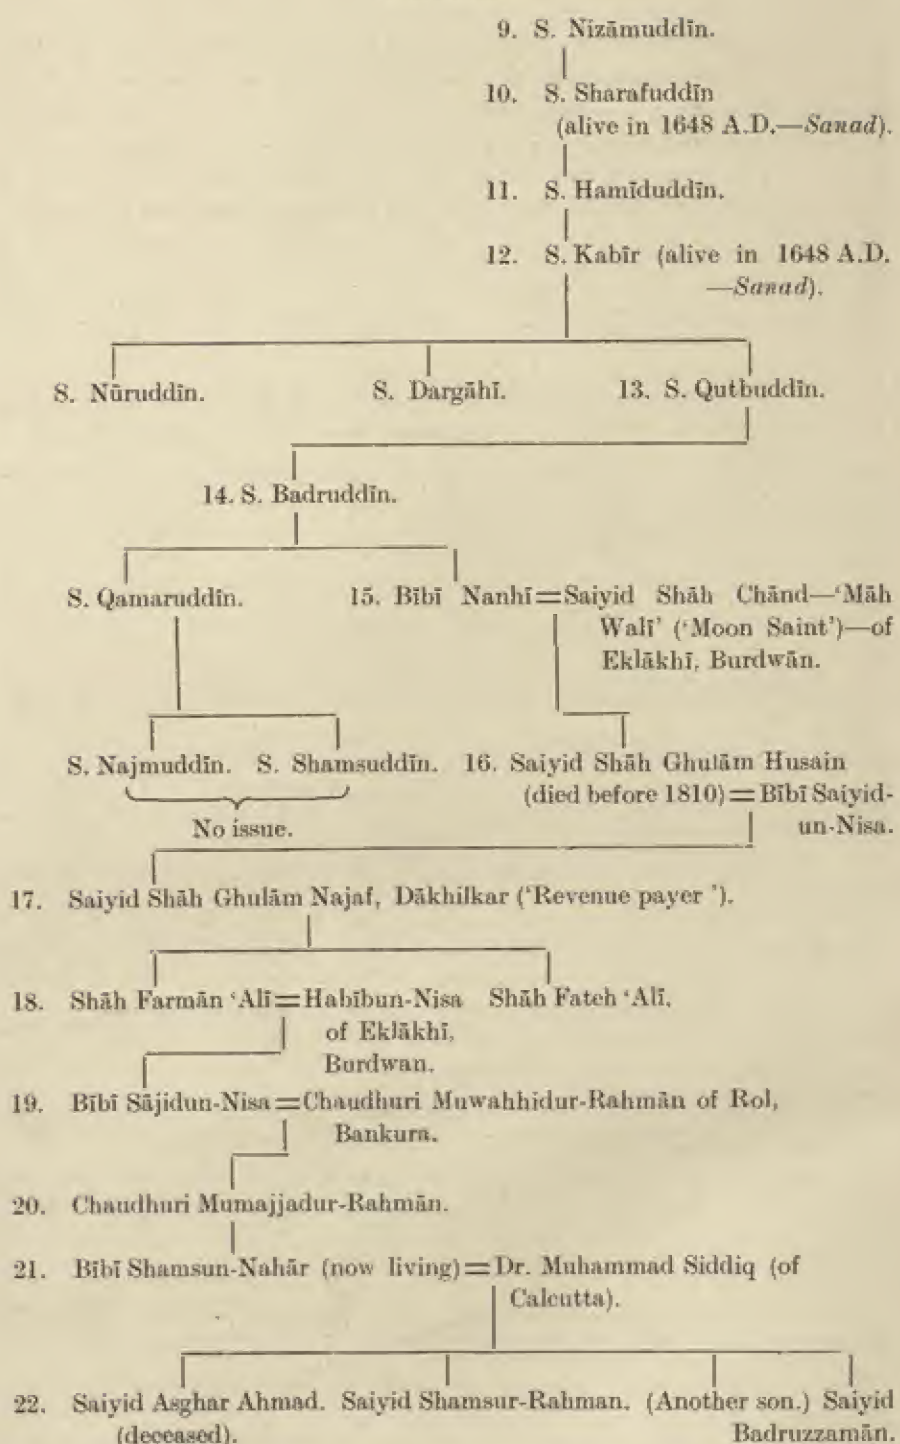 9. S. Nizāmuddīn.
10. S. Sharafuddīn
(alive in 1648 A.D.—Sanad).
11. S. Hamīduddīn.
12. S. Kabīr (alive in 1648 A.D.
—Sanad).
S. Nūruddīn. S. Dargāhī. 13. S. Qutbuddīn.
14. S. Badruddīn.
S. Qamaruddīn. 15. Bībī Nanhī=Saiyid Shāh Chānd—‘Māh
Walī’ (‘Moon Saint’)—of
Eklākhī, Burdwān.
S. Najmuddīn. S. Shamsuddīn. 16. Saiyid Shāh Ghulām Husain
(died before 1810)=Bībī Saiyid-
No issue. un-Nisa.
17. Saiyid Shāh Ghulām Najaf, Dākhilkar (‘Revenue payer ’).
18. Shāh Farmān ‘Alī=Habībun-Nisa Shāh Fateh ‘Alī.
of Eklākhī,
Burdwan.
19. Bībī Sājidun-Nisa=Chaudhuri Muwahhidur-Rahmān of Rol,
Bankura.
20. Chaudhuri Mumajjadur-Rahmān.
21. Bībī Shamsun-Nahār (now living)=Dr. Muhammad Siddiq (of
Calcutta).
22. Saiyid Asghar Ahmad. Saiyid Shamsur-Rahman. (Another son.) Saiyid
(deceased). Badruzzamān.